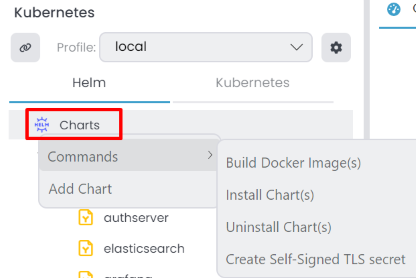 Kubernetes
Profile: local
Helm Kubernetes
HELM Charts
Commands
Add Chart
Build Docker Image(s)
Install Chart(s)
Uninstall Chart(s)
Create Self-Signed TLS secret
authserver
elasticsearch